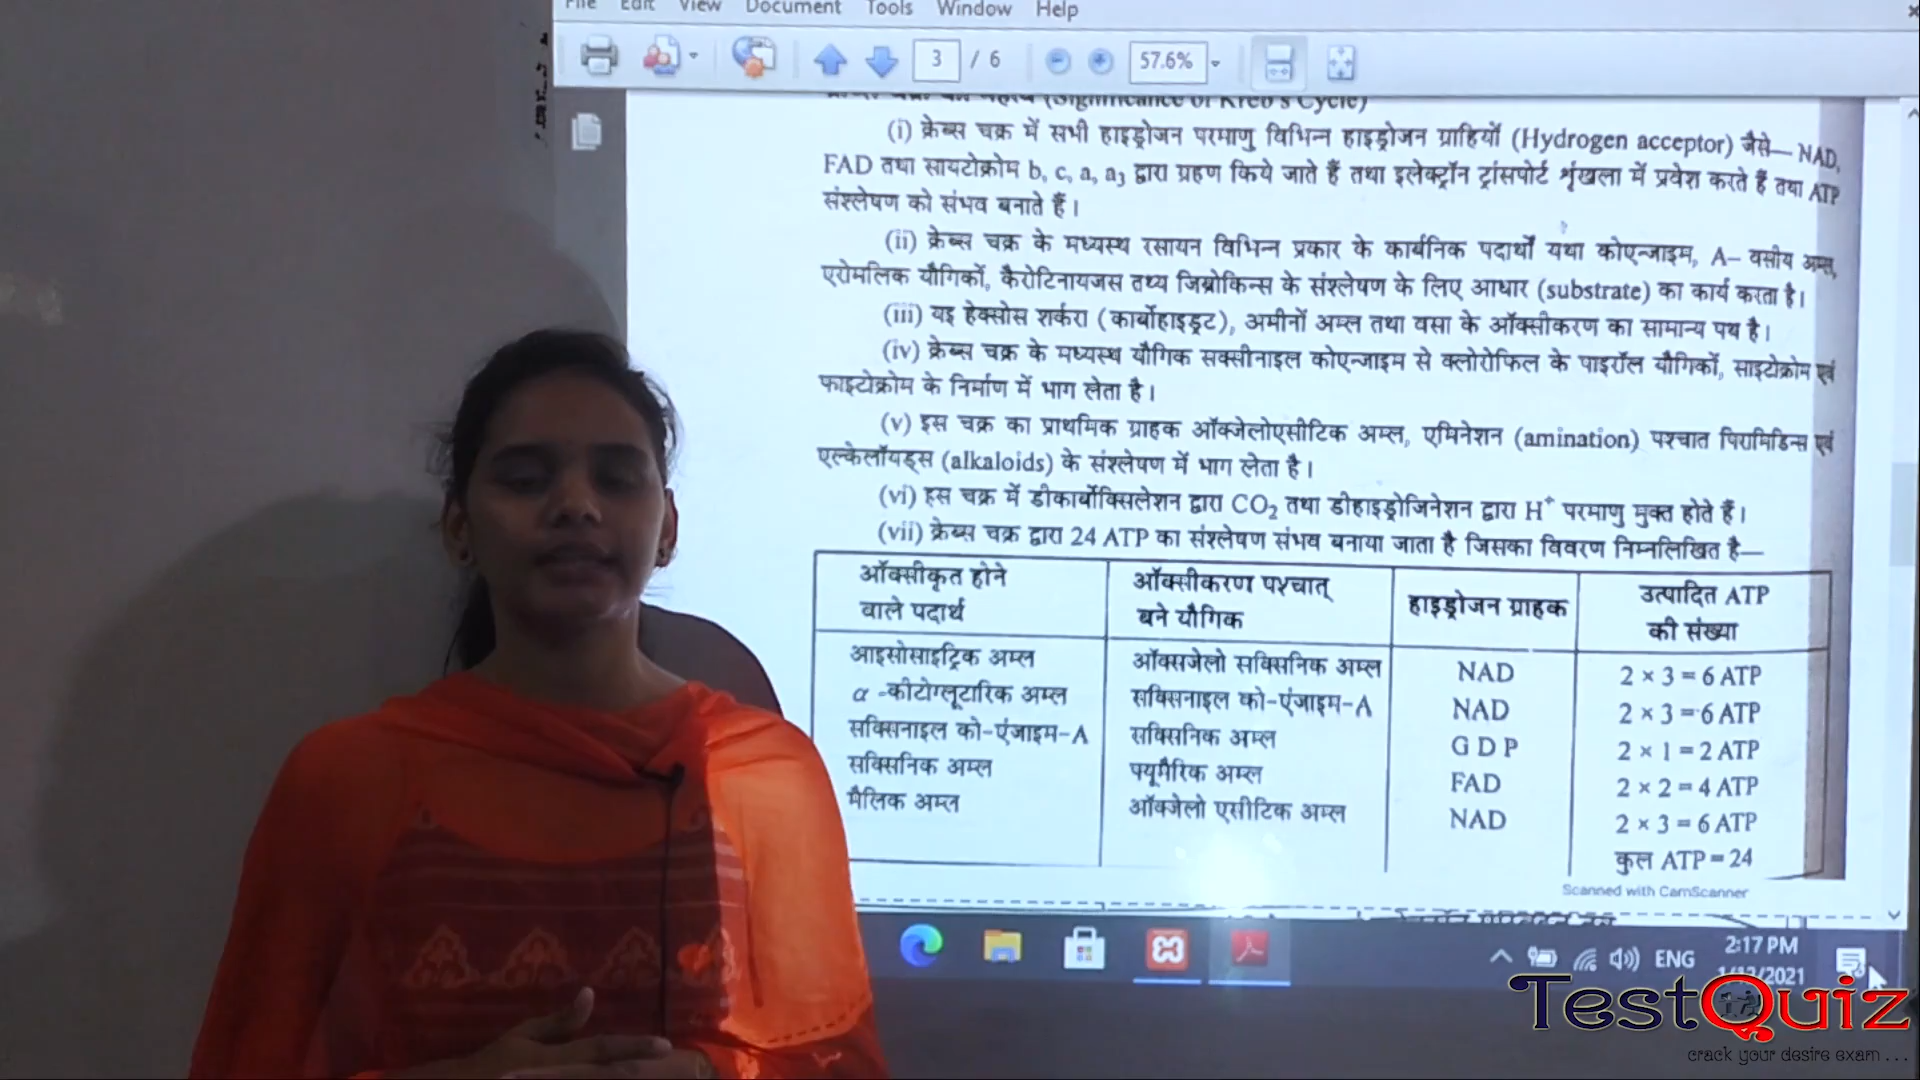 File Edit View Document Tools Window Help
3 / 6 57.6%
(Significance of Kreb's Cycle)
(i) क्रेब्स चक्र में सभी हाइड्रोजन परमाणु विभिन्न हाइड्रोजन ग्राहियों (Hydrogen acceptor) जैसे— NAD,
FAD तथा सायटोक्रोम b, c, a, a3 द्वारा ग्रहण किये जाते हैं तथा इलेक्ट्रॉन ट्रांसपोर्ट शृंखला में प्रवेश करते हैं तथा ATP
संश्लेषण को संभव बनाते हैं।
(ii) क्रेब्स चक्र के मध्यस्थ रसायन विभिन्न प्रकार के कार्यनिक पदार्थों यथा कोएन्जाइम, A– वसीय अम्ल,
एरोमलिक यौगिकों, कैरोटिनायजस तथ्य जिब्रोकिन्स के संश्लेषण के लिए आधार (substrate) का कार्य करता है।
(iii) यइ हेक्सोस शर्करा (कार्बोहाइड्रट), अमीनों अम्ल तथा वसा के ऑक्सीकरण का सामान्य पथ है।
(iv) क्रेब्स चक्र के मध्यस्थ यौगिक सक्सीनाइल कोएन्जाइम से क्लोरोफिल के पाइरॉल यौगिकों, साइटोक्रोम एवं
फाइटोक्रोम के निर्माण में भाग लेता है।
(v) इस चक्र का प्राथमिक ग्राहक ऑक्जेलोएसीटिक अम्ल, एमिनेशन (amination) पश्चात पिरामिडिन्स एवं
एल्केलॉयड्स (alkaloids) के संश्लेषण में भाग लेता है।
(vi) इस चक्र में डीकार्बोक्सिलेशन द्वारा CO2 तथा डीहाइड्रोजिनेशन द्वारा H+ परमाणु मुक्त होते हैं।
(vii) क्रेब्स चक्र द्वारा 24 ATP का संश्लेषण संभव बनाया जाता है जिसका विवरण निम्नलिखित है—
ऑक्सीकृत होने वाले पदार्थ ऑक्सीकरण पश्चात् बने यौगिक हाइड्रोजन ग्राहक उत्पादित ATP की संख्या
आइसोसाइट्रिक अम्ल ऑक्सजेलो सक्सिनिक अम्ल NAD 2 × 3 = 6 ATP
α -कीटोग्लूटारिक अम्ल सक्सिनाइल को-एंजाइम-A NAD 2 × 3 = 6 ATP
सक्सिनाइल को-एंजाइम-A सक्सिनिक अम्ल G D P 2 × 1 = 2 ATP
सक्सिनिक अम्ल फ्यूमैरिक अम्ल FAD 2 × 2 = 4 ATP
मैलिक अम्ल ऑक्जेलो एसीटिक अम्ल NAD 2 × 3 = 6 ATP
कुल ATP = 24
Scanned with CamScanner
ENG 2:17 PM
TestQuiz
crack your desire exam ...